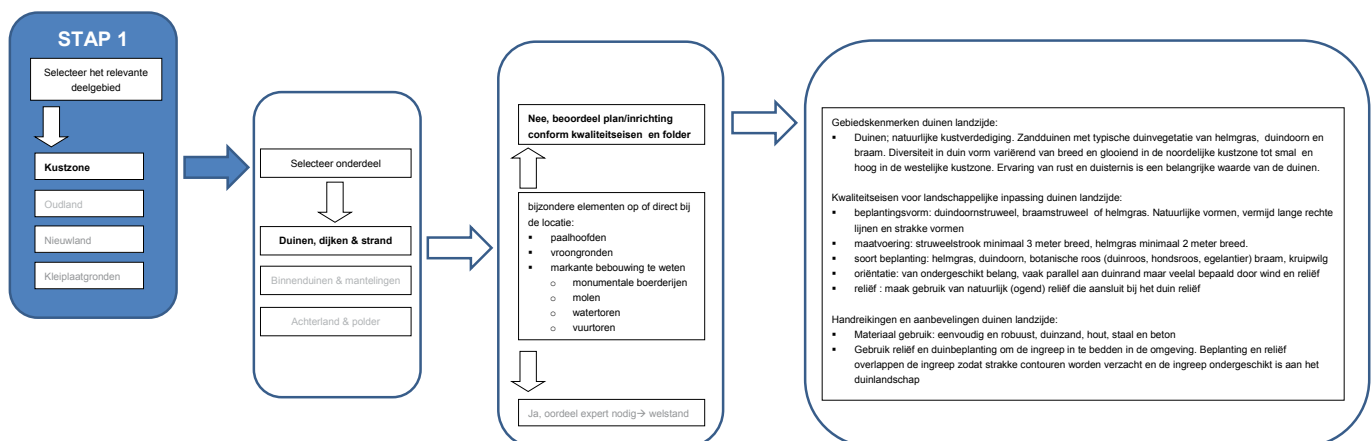 STAP 1
Selecteer het relevante
deelgebied
Kustzone
Oudland
Nieuwland
Kleiplaatgronden
Selecteer onderdeel
Duinen, dijken & strand
Binnenduinen & mantelingen
Achterland & polder
Nee, beoordeel plan/inrichting
conform kwaliteitseisen en folder
bijzondere elementen op of direct bij
de locatie:
▪ paalhoofden
▪ vroongronden
▪ markante bebouwing te weten
o monumentale boerderijen
o molen
o watertoren
o vuurtoren
Ja, oordeel expert nodig→ welstand
Gebiedskenmerken duinen landzijde:
▪ Duinen; natuurlijke kustverdediging. Zandduinen met typische duinvegetatie van helmgras, duindoorn en
braam. Diversiteit in duin vorm variërend van breed en glooiend in de noordelijke kustzone tot smal en
hoog in de westelijke kustzone. Ervaring van rust en duisternis is een belangrijke waarde van de duinen.
Kwaliteitseisen voor landschappelijke inpassing duinen landzijde:
▪ beplantingsvorm: duindoornstruweel, braamstruweel of helmgras. Natuurlijke vormen, vermijd lange rechte
lijnen en strakke vormen
▪ maatvoering: struweelstrook minimaal 3 meter breed, helmgras minimaal 2 meter breed.
▪ soort beplanting: helmgras, duindoorn, botanische roos (duinroos, hondsroos, egelantier) braam, kruipwilg
▪ oriëntatie: van ondergeschikt belang, vaak parallel aan duinrand maar veelal bepaald door wind en reliëf
▪ reliëf : maak gebruik van natuurlijk (ogend) reliëf die aansluit bij het duin reliëf
Handreikingen en aanbevelingen duinen landzijde:
▪ Materiaal gebruik: eenvoudig en robuust, duinzand, hout, staal en beton
▪ Gebruik reliëf en duinbeplanting om de ingreep in te bedden in de omgeving. Beplanting en reliëf
overlappen de ingreep zodat strakke contouren worden verzacht en de ingreep ondergeschikt is aan het
duinlandschap